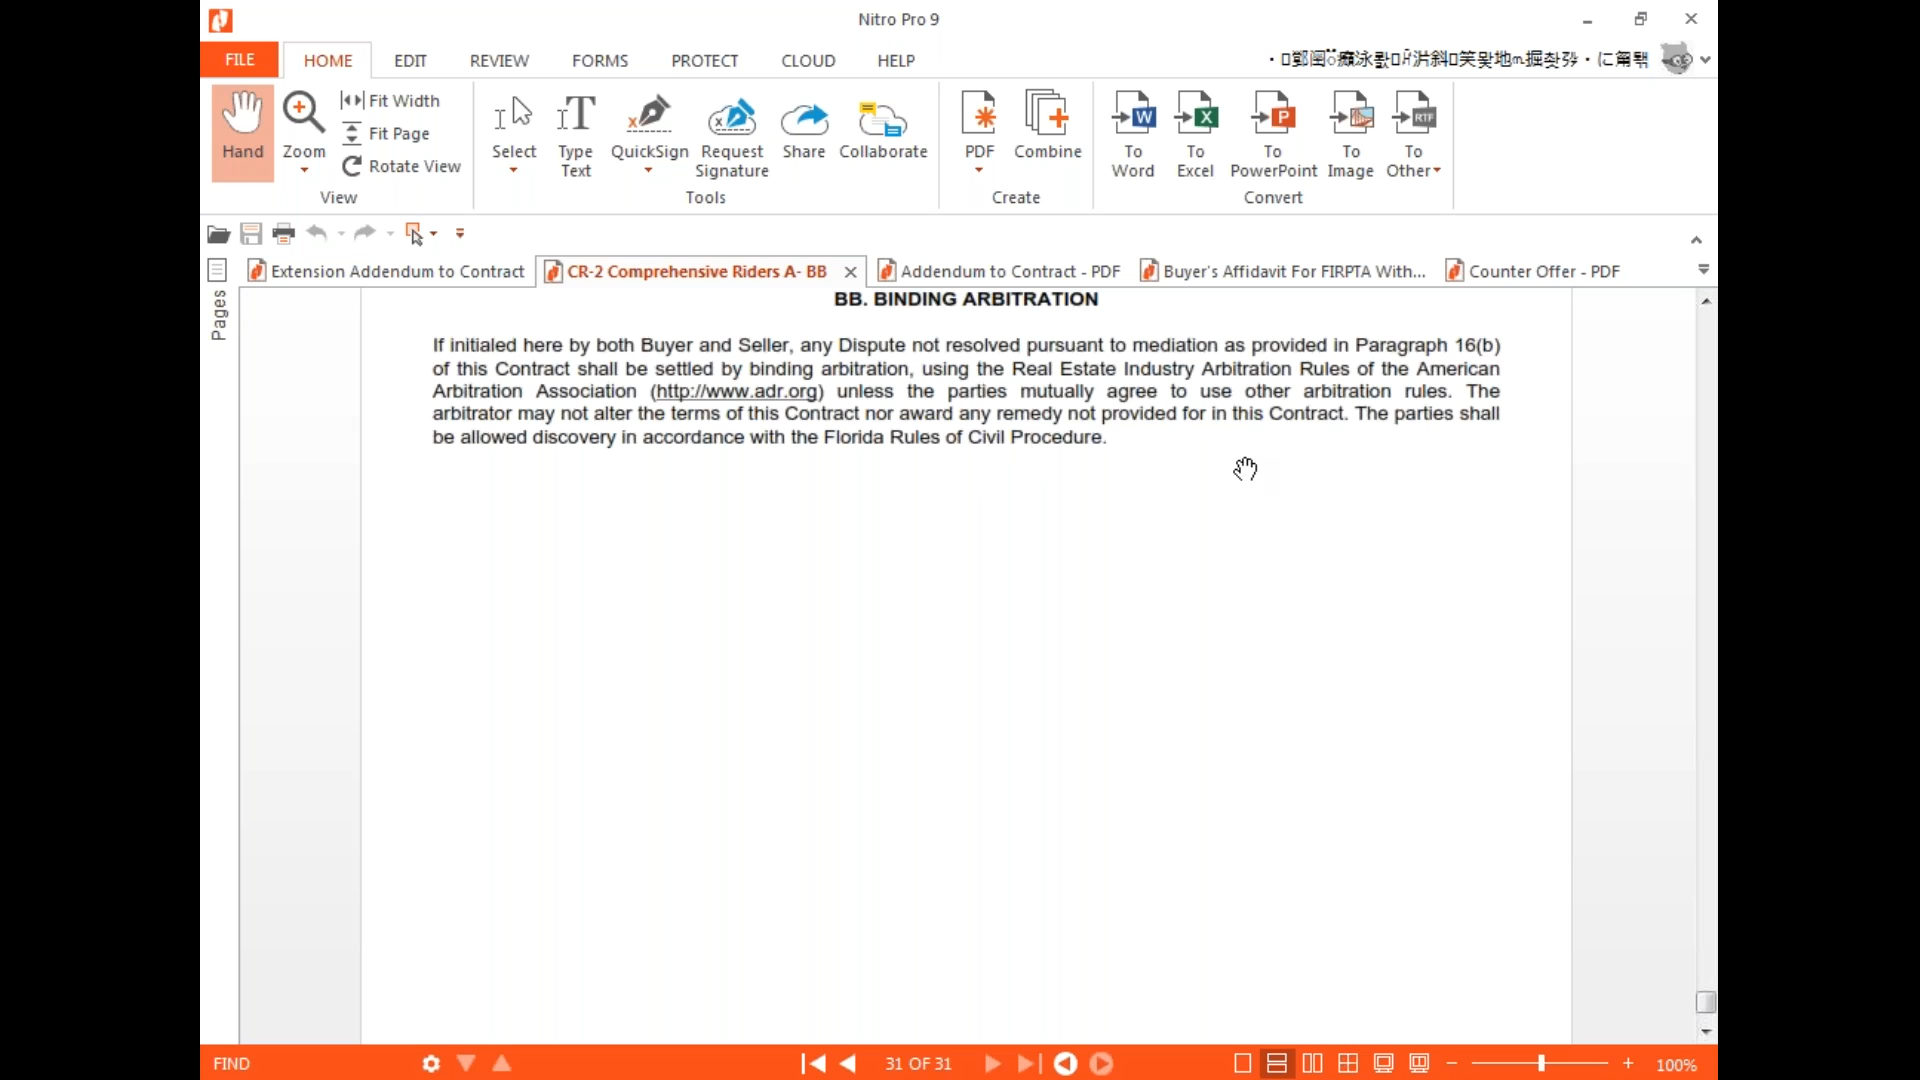 Nitro Pro 9
FILE
HOME
EDIT
REVIEW
FORMS
PROTECT
CLOUD
HELP
Hand
Zoom
Fit Width
Fit Page
Rotate View
View
Select
Type
Text
QuickSign
Request
Signature
Share
Collaborate
Tools
PDF
Combine
Create
To
Word
To
Excel
To
PowerPoint
To
Image
To
Other
Convert
Extension Addendum to Contract
CR-2 Comprehensive Riders A- BB
Addendum to Contract - PDF
Buyer's Affidavit For FIRPTA With...
Counter Offer - PDF
Pages
BB. BINDING ARBITRATION
If initialed here by both Buyer and Seller, any Dispute not resolved pursuant to mediation as provided in Paragraph 16(b)
of this Contract shall be settled by binding arbitration, using the Real Estate Industry Arbitration Rules of the American
Arbitration Association (http://www.adr.org) unless the parties mutually agree to use other arbitration rules. The
arbitrator may not alter the terms of this Contract nor award any remedy not provided for in this Contract. The parties shall
be allowed discovery in accordance with the Florida Rules of Civil Procedure.
FIND
31 OF 31
100%